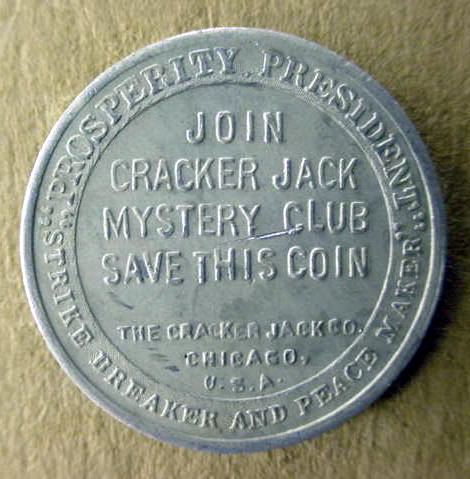 "PROSPERITY PRESIDENT"
"STRIKE BREAKER AND PEACE MAKER"
JOIN
CRACKER JACK
MYSTERY CLUB
SAVE THIS COIN
THE CRACKER JACK CO.
CHICAGO,
U.S.A.